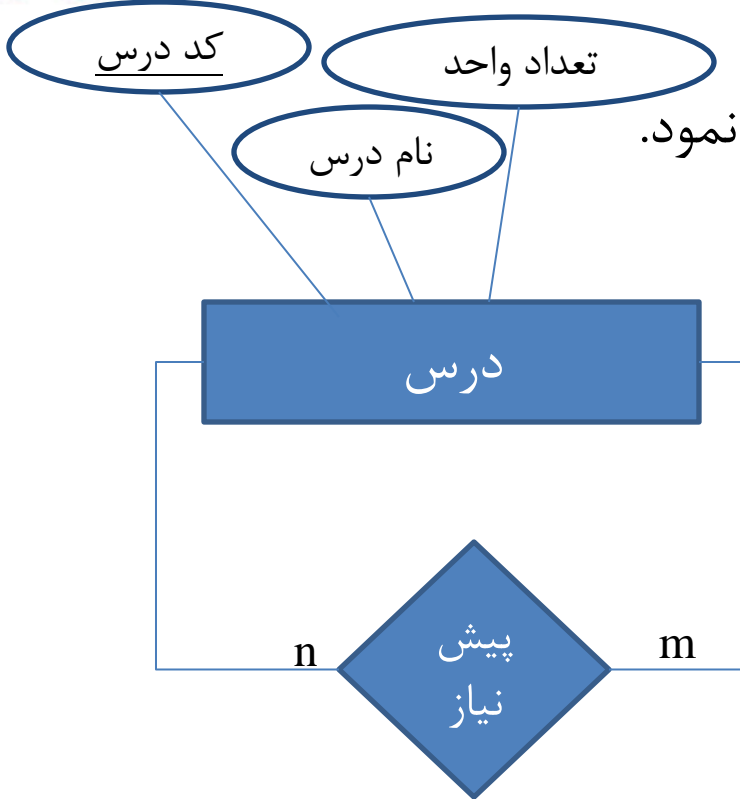 کد درس
تعداد واحد
نمود.
نام درس
درس
پیش
نیاز
n
m